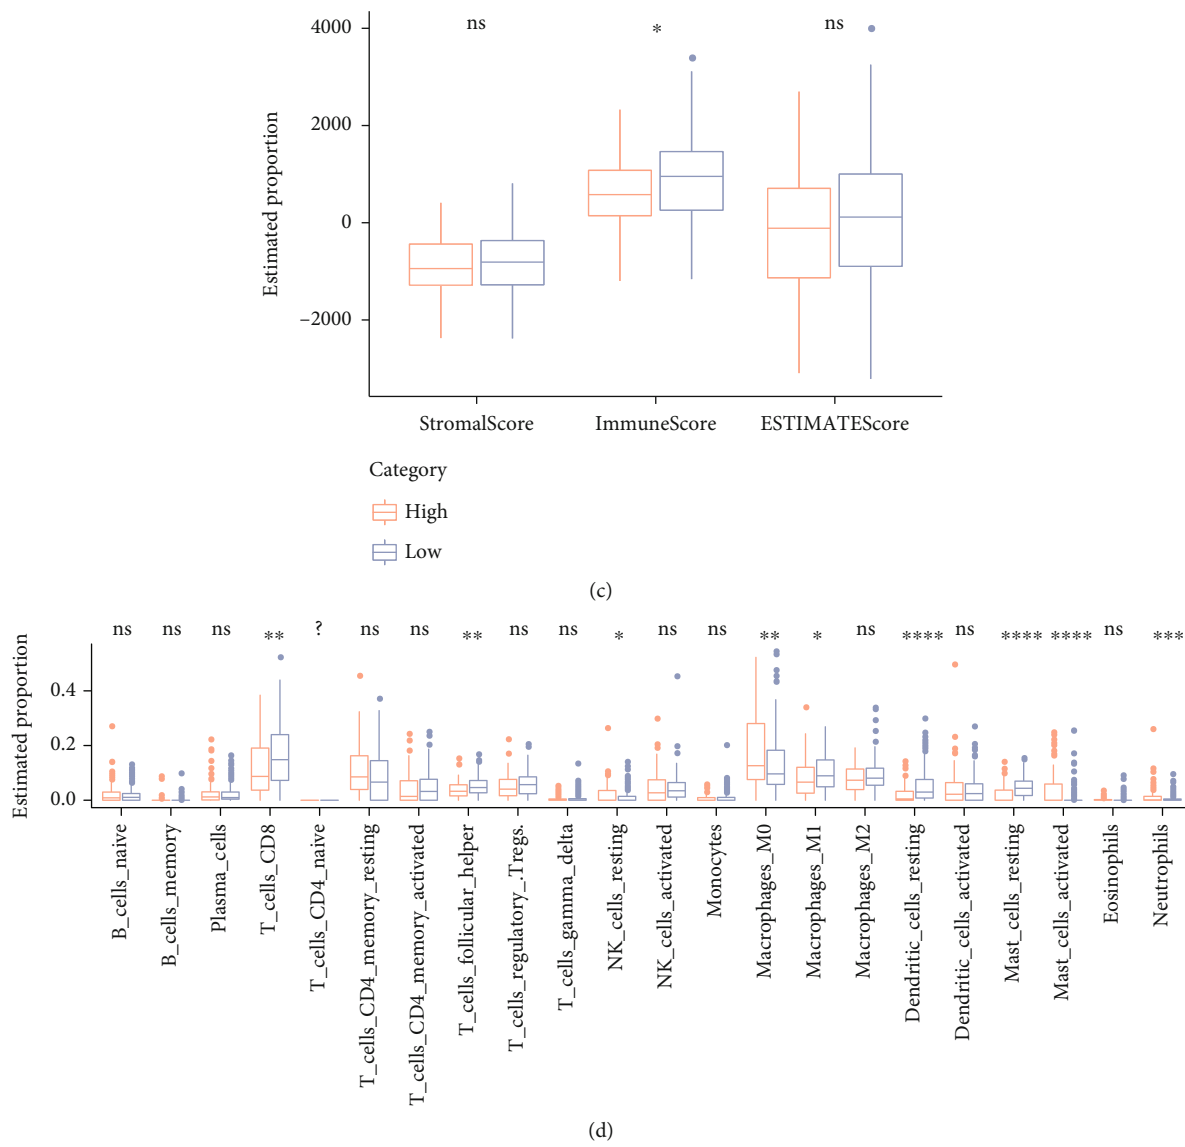 4000
2000
0
−2000
Estimated proportion
ns
*
ns
StromalScore
ImmuneScore
ESTIMATEScore
Category
High
Low
(c)
ns ns ns ** ? ns ns ** ns ns * ns ns ** * ns **** ns **** **** ns ***
0.4
0.2
0.0
Estimated proportion
B_cells_naive
B_cells_memory
Plasma_cells
T_cells_CD8
T_cells_CD4_naive
T_cells_CD4_memory_resting
T_cells_CD4_memory_activated
T_cells_follicular_helper
T_cells_regulatory_.Tregs.
T_cells_gamma_delta
NK_cells_resting
NK_cells_activated
Monocytes
Macrophages_M0
Macrophages_M1
Macrophages_M2
Dendritic_cells_resting
Dendritic_cells_activated
Mast_cells_resting
Mast_cells_activated
Eosinophils
Neutrophils
(d)